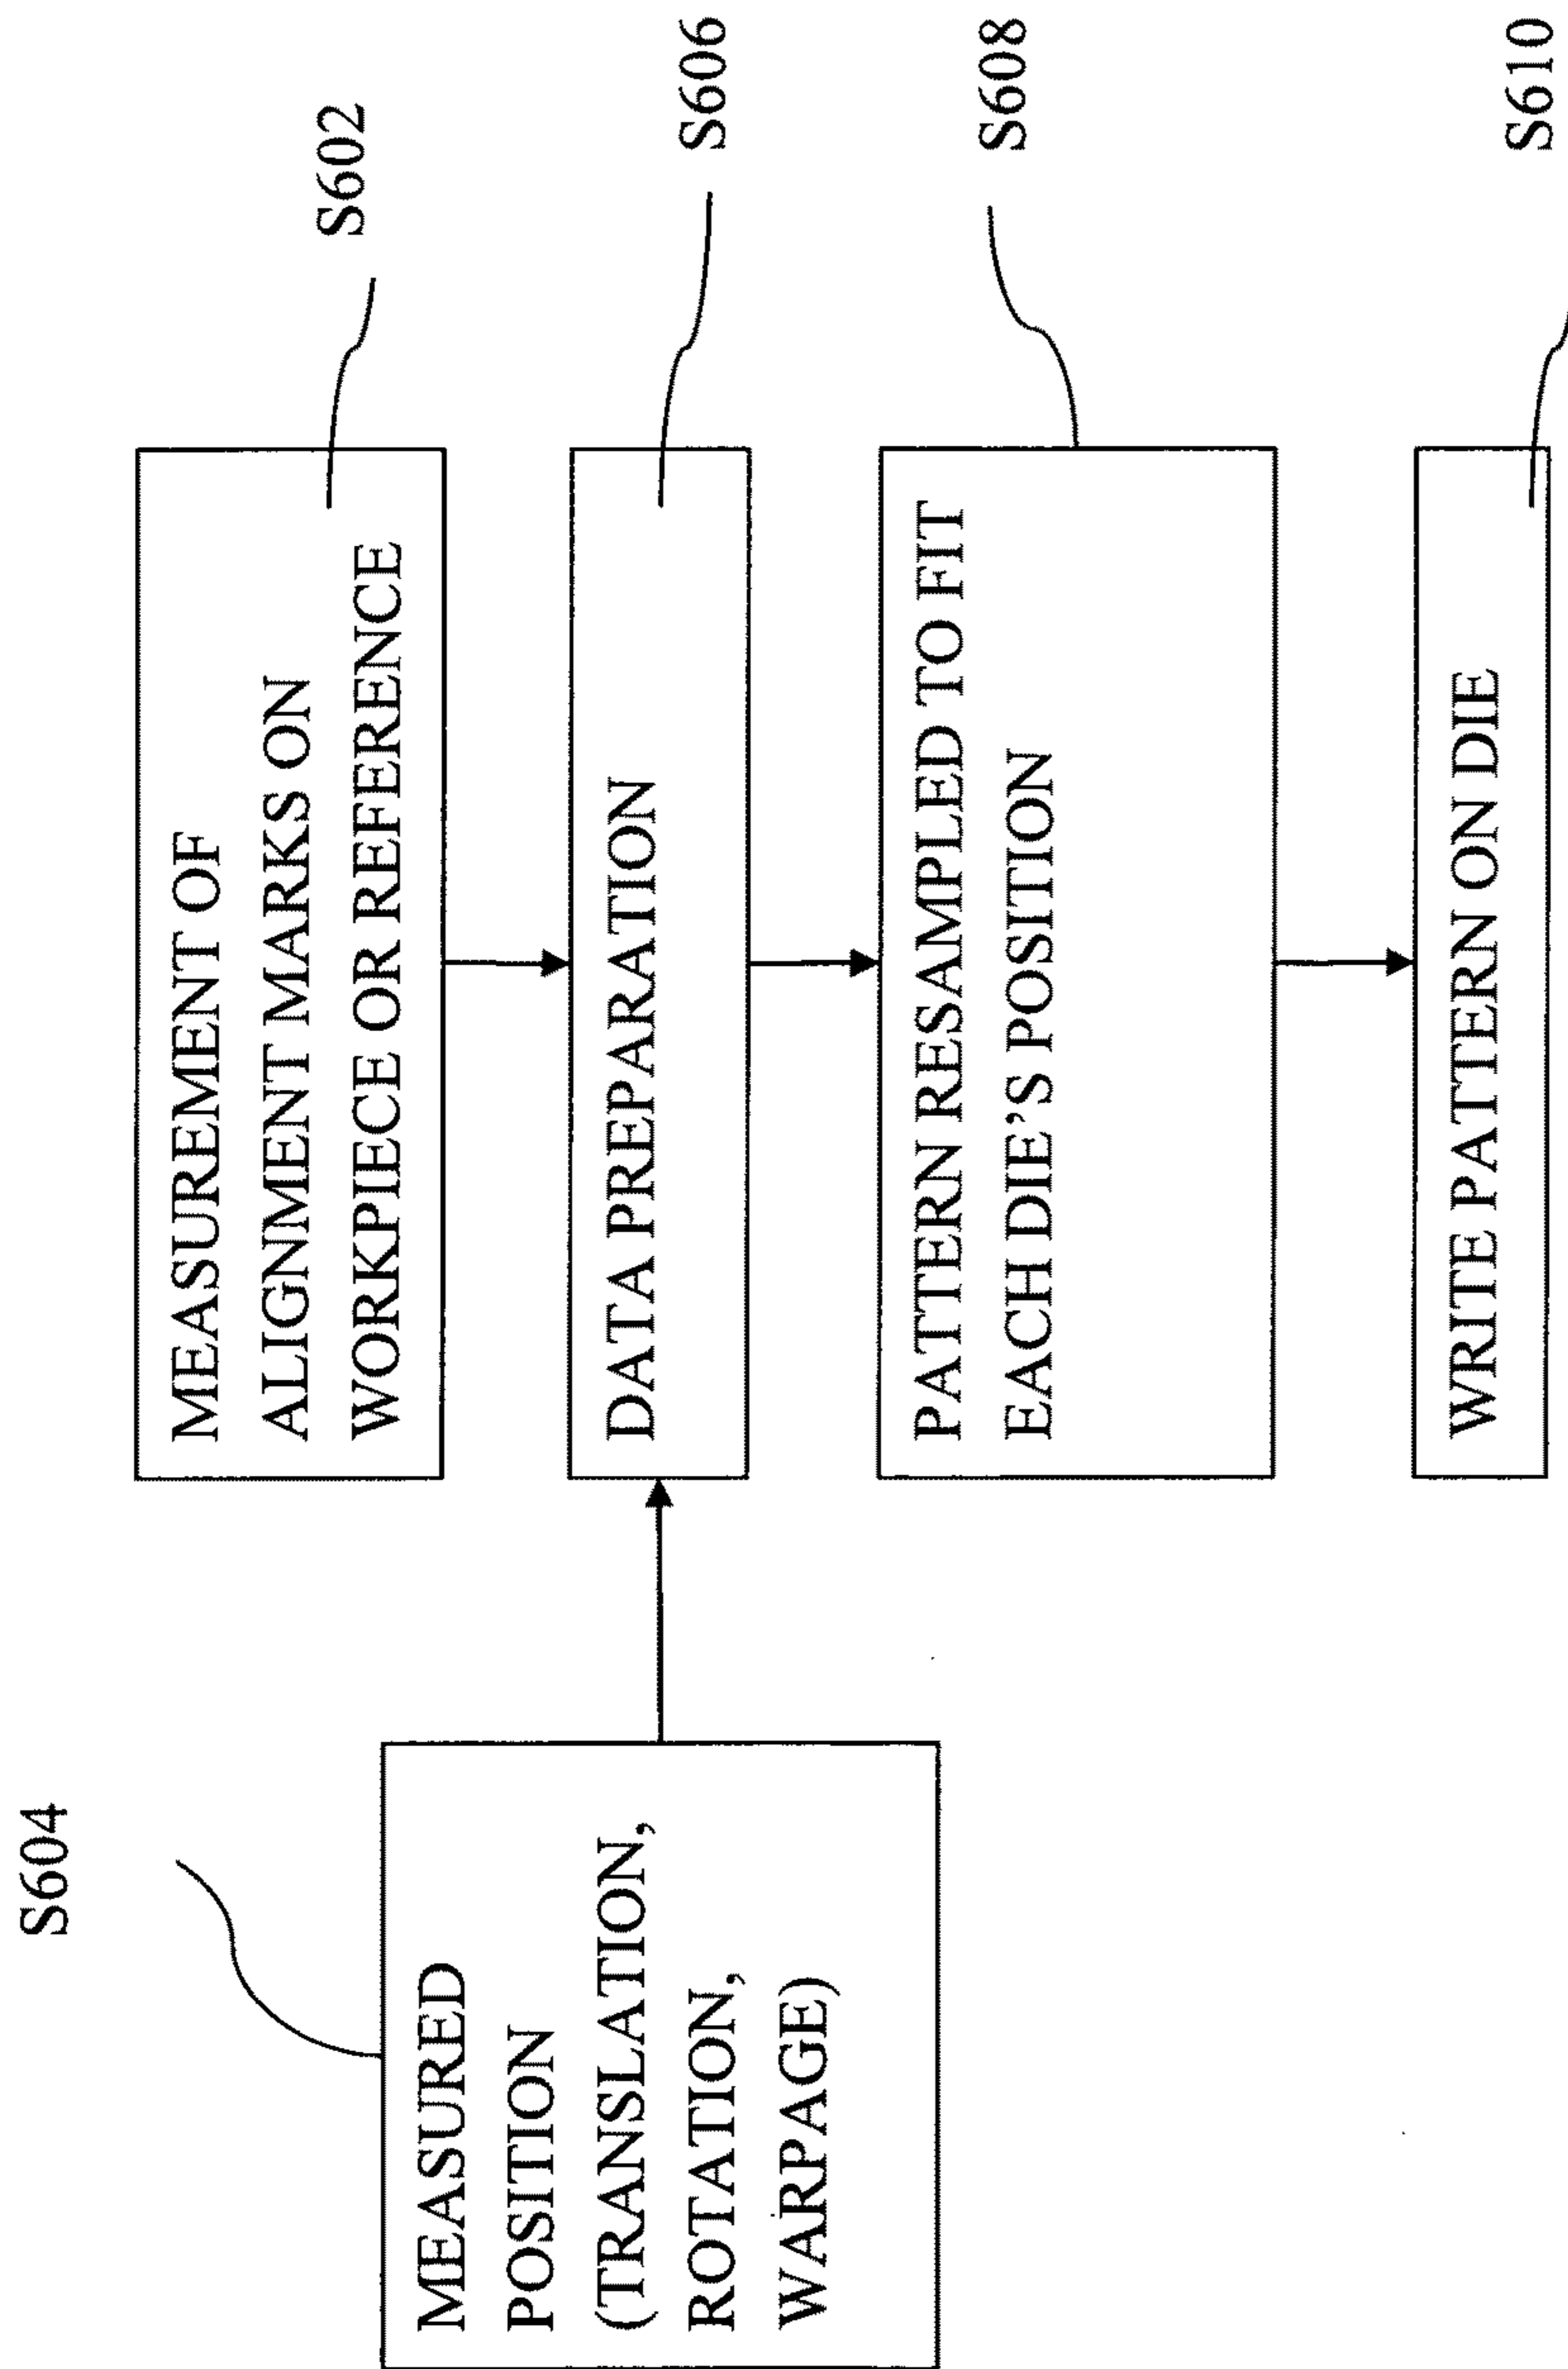 MEASUREMENT OF
ALIGNMENT MARKS ON
WORKPIECE OR REFERENCE
S602
S604
MEASURED
POSITION
(TRANSLATION,
ROTATION,
WARPAGE)
DATA PREPARATION
S606
PATTERN RESAMPLED TO FIT
EACH DIE'S POSITION
S608
WRITE PATTERN ON DIE
S610